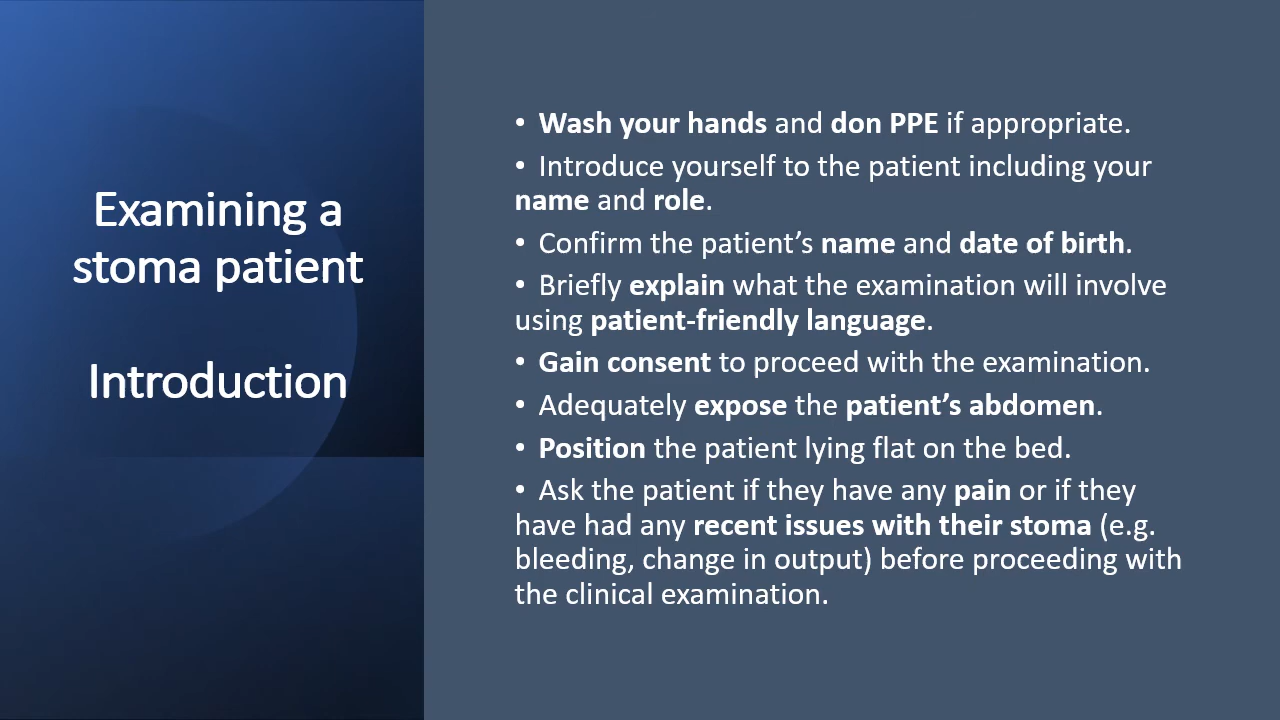 Examining a
stoma patient
Introduction
• Wash your hands and don PPE if appropriate.
• Introduce yourself to the patient including your
name and role.
• Confirm the patient’s name and date of birth.
• Briefly explain what the examination will involve
using patient-friendly language.
• Gain consent to proceed with the examination.
• Adequately expose the patient’s abdomen.
• Position the patient lying flat on the bed.
• Ask the patient if they have any pain or if they
have had any recent issues with their stoma (e.g.
bleeding, change in output) before proceeding with
the clinical examination.